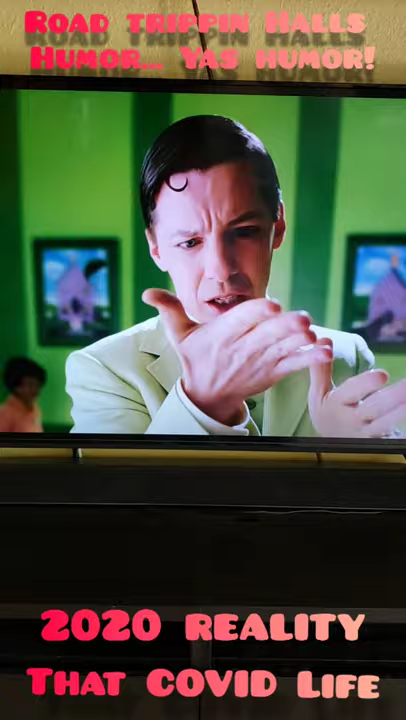 Road trippin Halls
Humor... Yas humor!
2020 reality
That COVID Life